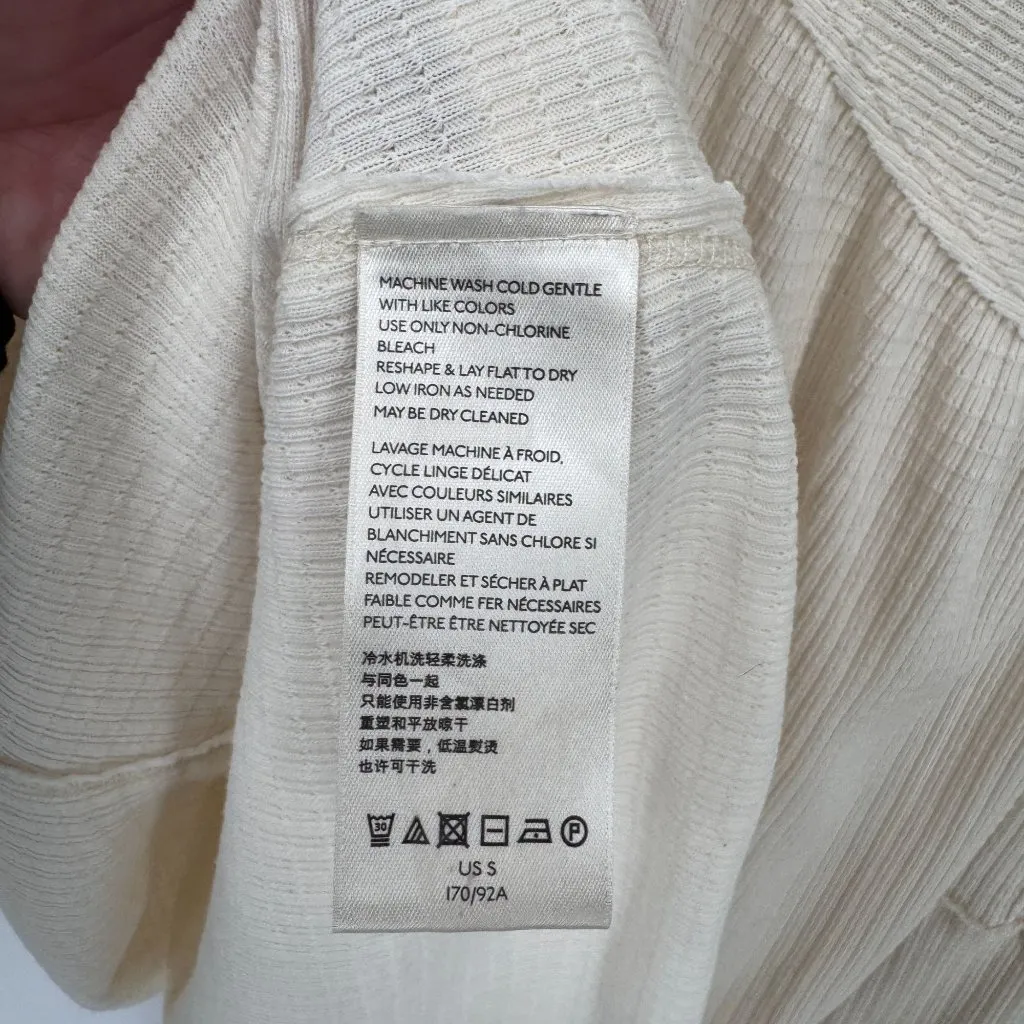 MACHINE WASH COLD GENTLE
WITH LIKE COLORS
USE ONLY NON-CHLORINE
BLEACH
RESHAPE & LAY FLAT TO DRY
LOW IRON AS NEEDED
MAY BE DRY CLEANED
LAVAGE MACHINE À FROID,
CYCLE LINGE DÉLICAT
AVEC COULEURS SIMILAIRES
UTILISER UN AGENT DE
BLANCHIMENT SANS CHLORE SI
NÉCESSAIRE
REMODELER ET SÉCHER À PLAT
FAIBLE COMME FER NÉCESSAIRES
PEUT-ÊTRE ÊTRE NETTOYÉE SEC
冷水机洗轻柔洗涤
与同色一起
只能使用非含氯漂白剂
重塑和平放晾干
如果需要，低温熨烫
也许可干洗
30 P
US S
170/92A